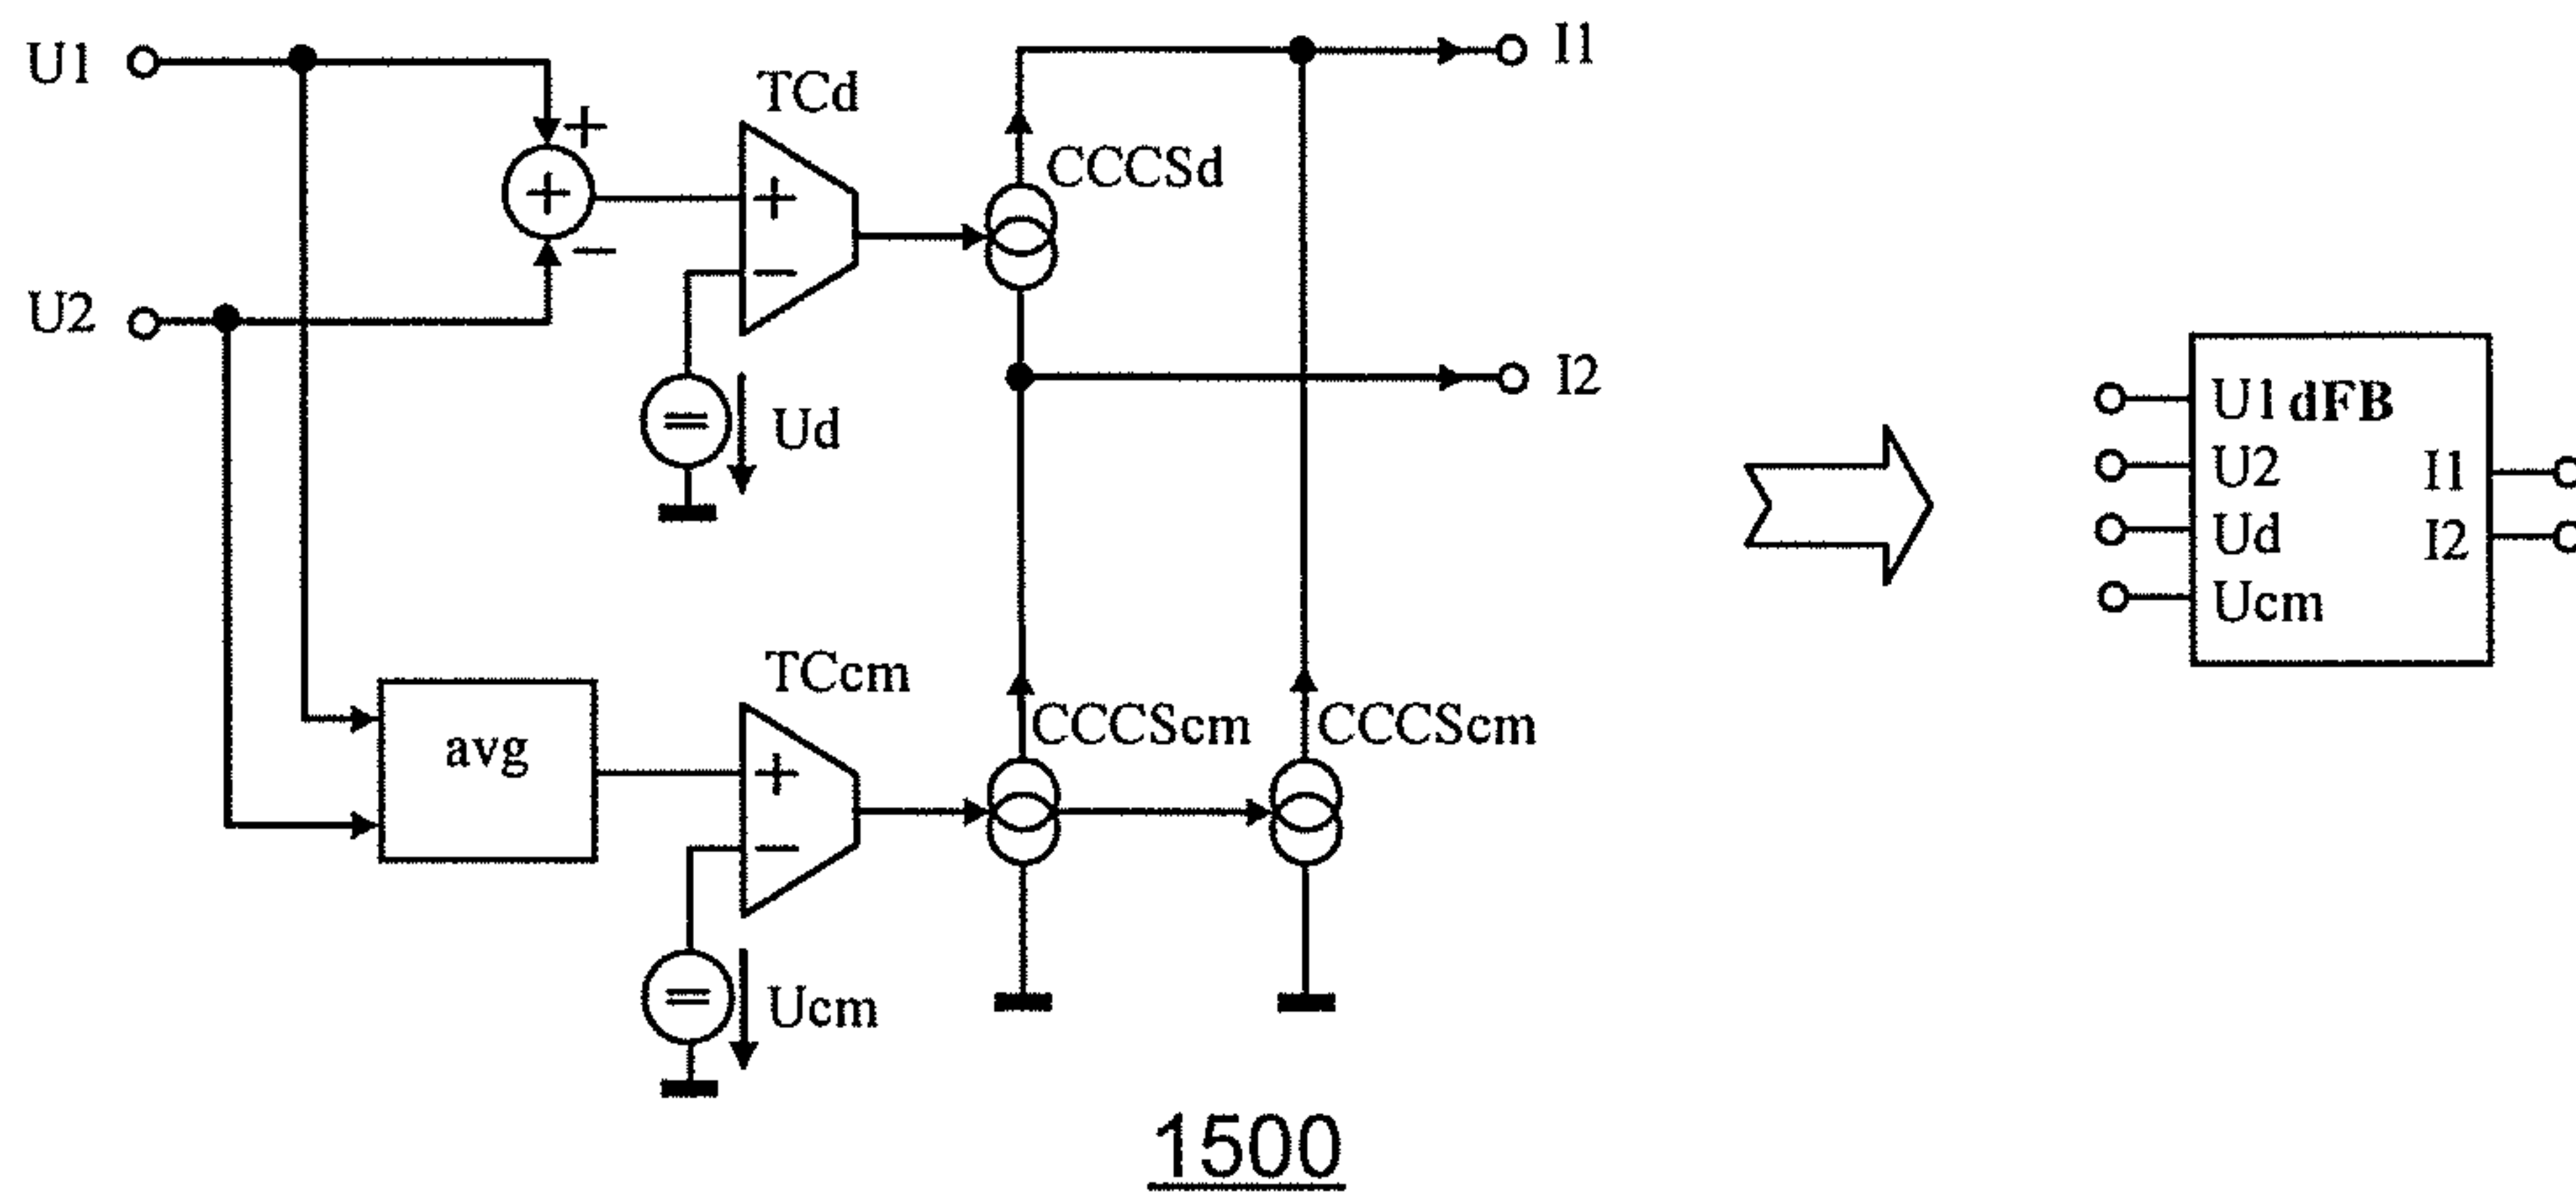 U1
I1
TCd
+
CCCSd
+
+
−
−
U2
I2
=
Ud
U1 dFB
U2
I1
Ud
I2
Ucm
TCcm
CCCScm
CCCScm
avg
+
−
=
Ucm
1500